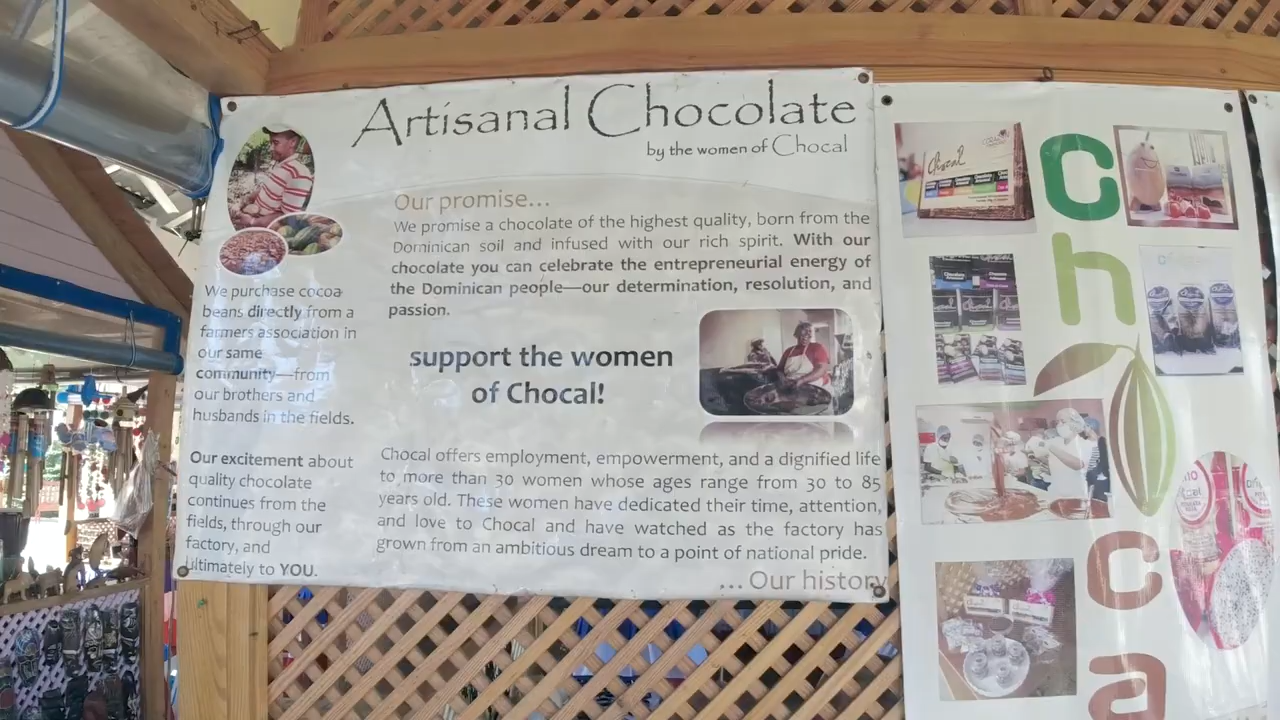 Artisanal Chocolate
by the women of Chocal
Our promise...
We promise a chocolate of the highest quality, born from the
Dominican soil and infused with our rich spirit. With our
chocolate you can celebrate the entrepreneurial energy of
the Dominican people—our determination, resolution, and
passion.
support the women
of Chocal!
We purchase cocoa
beans directly from a
farmers association in
our same
community—from
our brothers and
husbands in the fields.
Our excitement about
quality chocolate
continues from the
fields, through our
factory, and
ultimately to YOU.
Chocal offers employment, empowerment, and a dignified life
to more than 30 women whose ages range from 30 to 85
years old. These women have dedicated their time, attention,
and love to Chocal and have watched as the factory has
grown from an ambitious dream to a point of national pride.
... Our history
Chocal
c
h
c
a